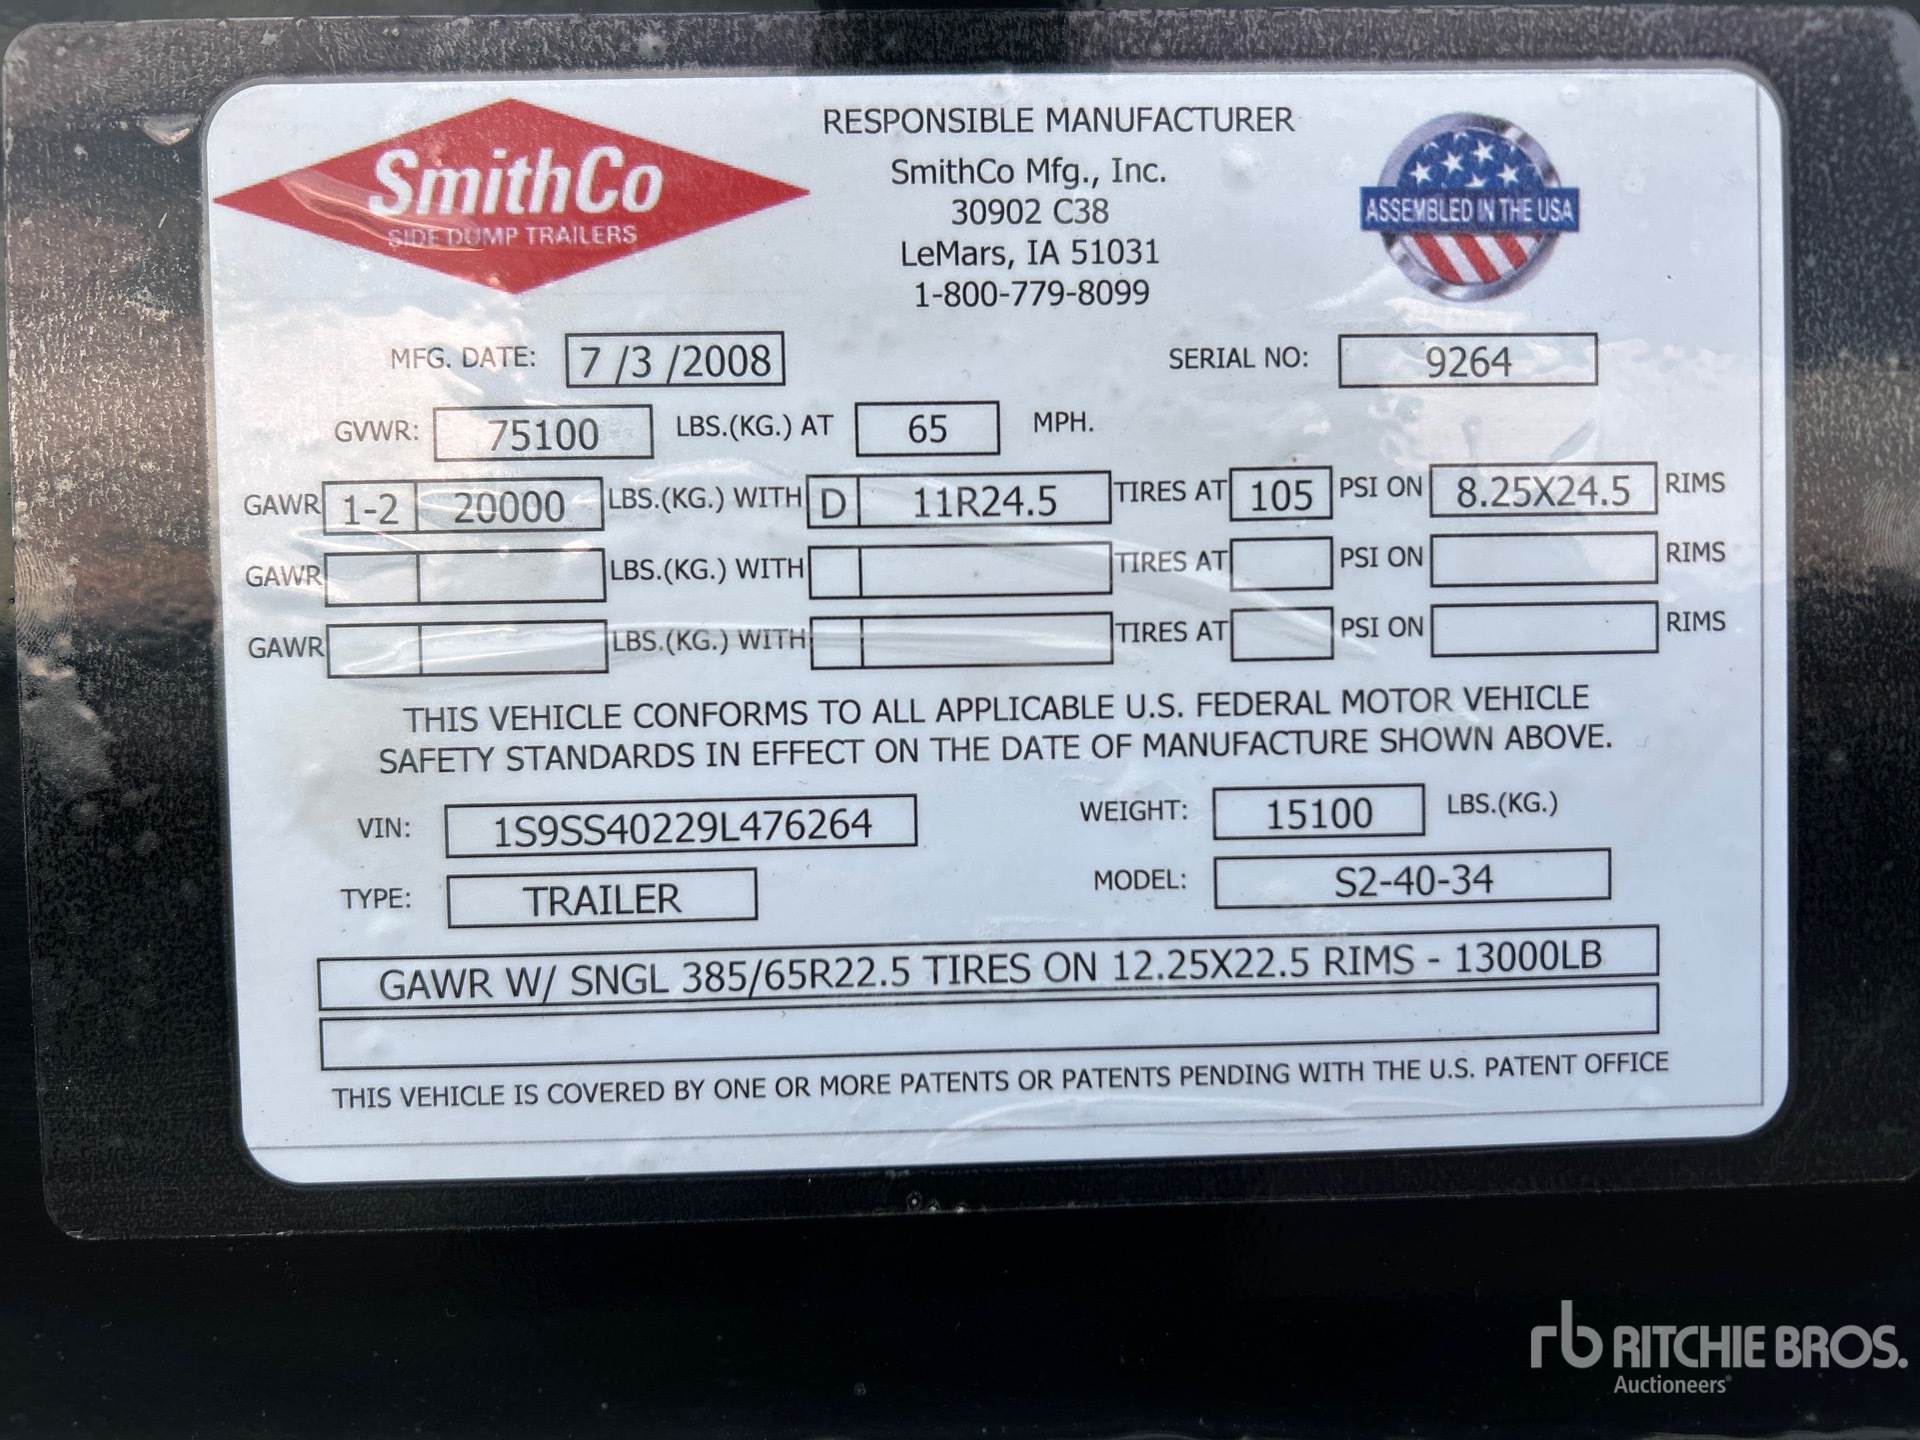 SmithCo
SIDE DUMP TRAILERS
RESPONSIBLE MANUFACTURER
SmithCo Mfg., Inc.
30902 C38
LeMars, IA 51031
1-800-779-8099
ASSEMBLED IN THE USA
MFG. DATE: 7 /3 /2008 SERIAL NO: 9264
GVWR: 75100 LBS.(KG.) AT 65 MPH.
GAWR 1-2 20000 LBS.(KG.) WITH D 11R24.5 TIRES AT 105 PSI ON 8.25X24.5 RIMS
GAWR LBS.(KG.) WITH TIRES AT PSI ON RIMS
GAWR LBS.(KG.) WITH TIRES AT PSI ON RIMS
THIS VEHICLE CONFORMS TO ALL APPLICABLE U.S. FEDERAL MOTOR VEHICLE
SAFETY STANDARDS IN EFFECT ON THE DATE OF MANUFACTURE SHOWN ABOVE.
VIN: 1S9SS40229L476264 WEIGHT: 15100 LBS.(KG.)
TYPE: TRAILER MODEL: S2-40-34
GAWR W/ SNGL 385/65R22.5 TIRES ON 12.25X22.5 RIMS - 13000LB
THIS VEHICLE IS COVERED BY ONE OR MORE PATENTS OR PATENTS PENDING WITH THE U.S. PATENT OFFICE
rb RITCHIE BROS.
Auctioneers